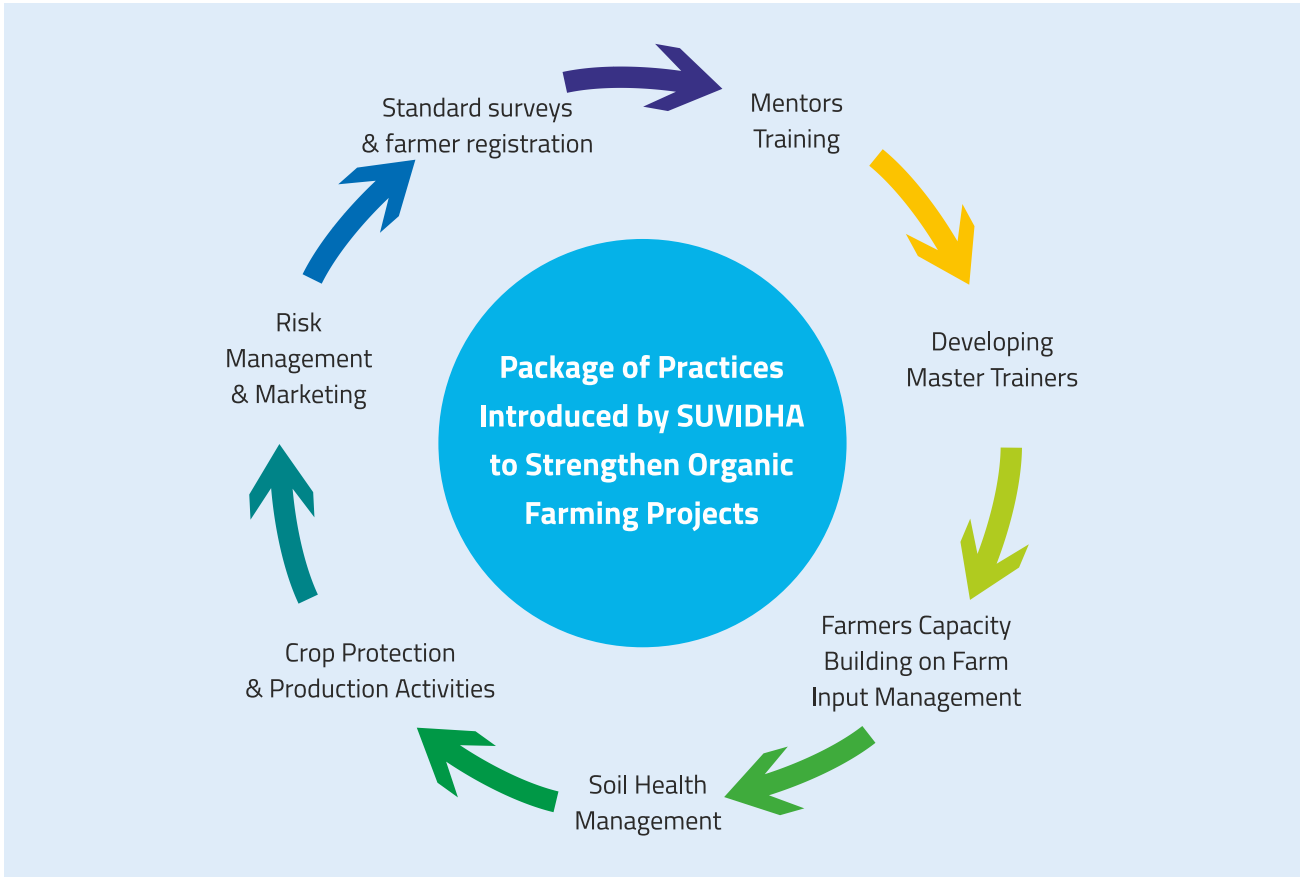 Standard surveys
& farmer registration
Mentors
Training
Developing
Master Trainers
Farmers Capacity
Building on Farm
Input Management
Soil Health
Management
Crop Protection
& Production Activities
Risk
Management
& Marketing
Package of Practices
Introduced by SUVIDHA
to Strengthen Organic
Farming Projects